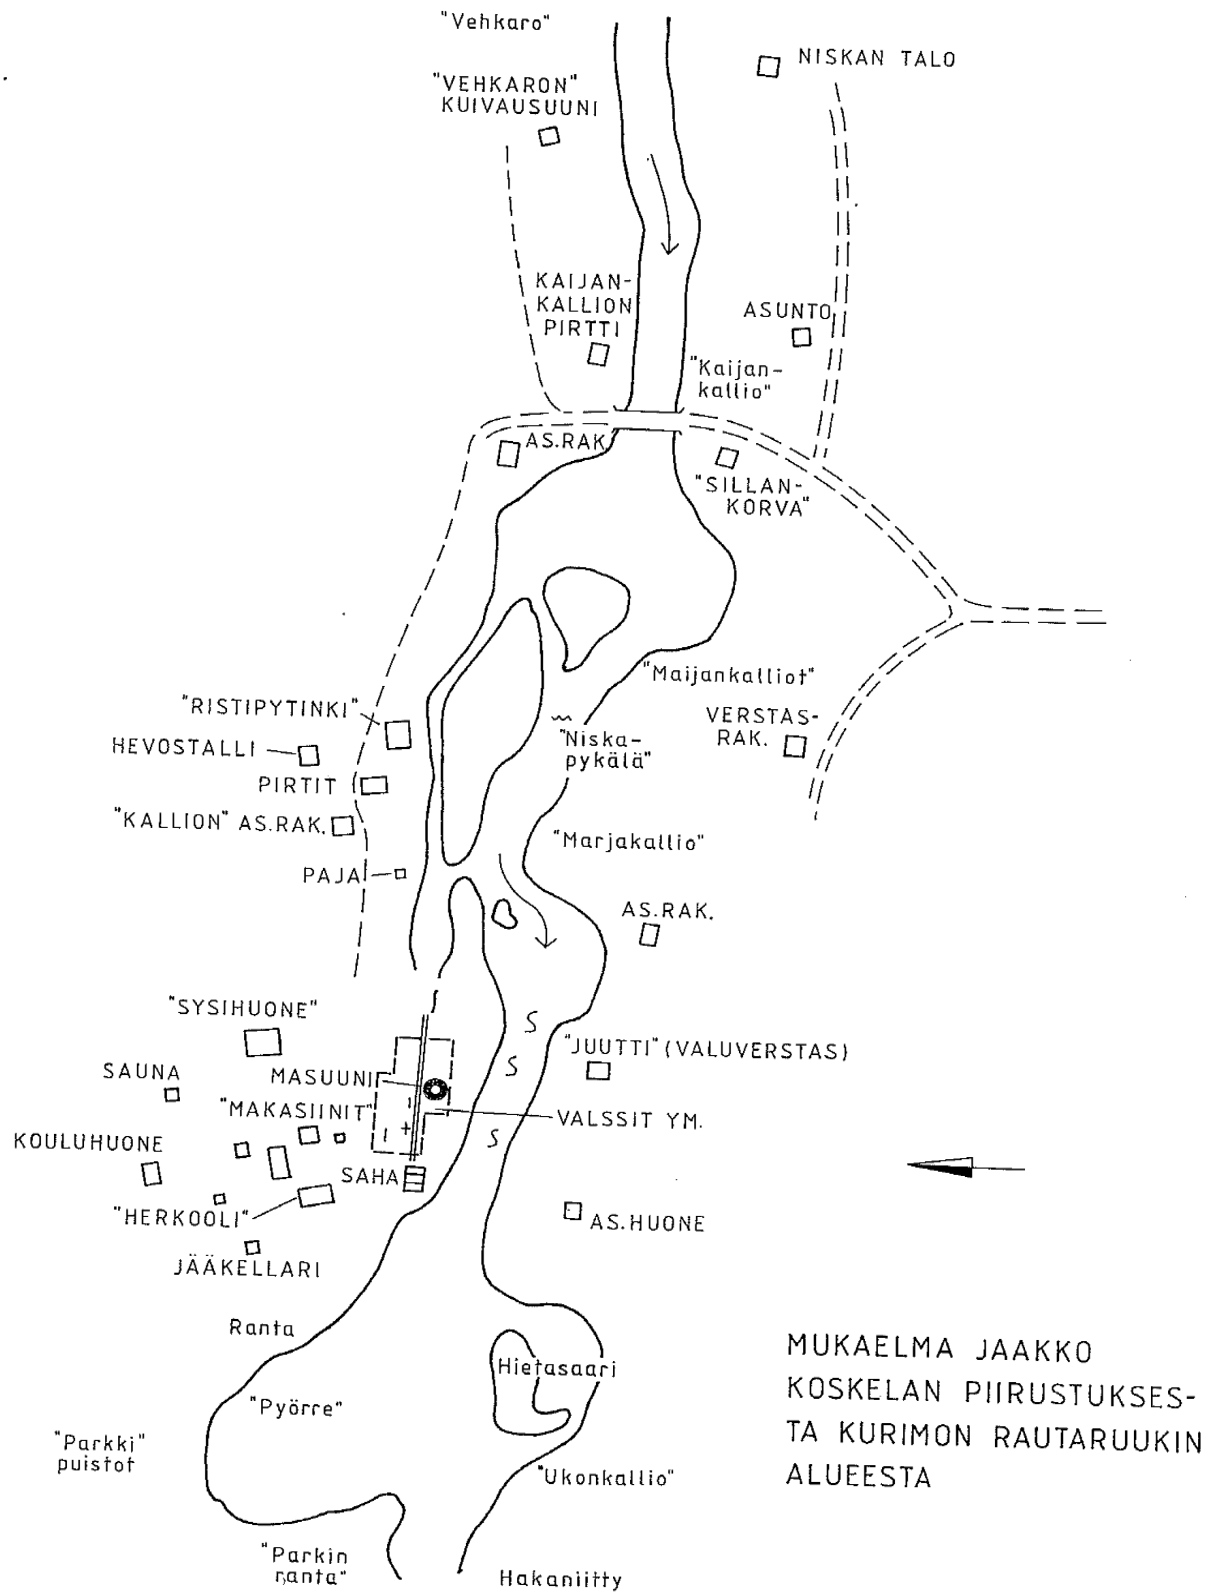 "Vehkaro"
NISKAN TALO
"VEHKARON"
KUIVAUSUUNI
KAIJAN-
KALLION
PIRTTI
ASUNTO
"Kaijan-
kallio"
AS.RAK
"SILLAN-
KORVA"
"Maijankalliot"
"RISTIPYTINKI"
VERSTAS-
RAK.
HEVOSTALLI
"Niska-
pykälä"
PIRTIT
"KALLION" AS.RAK.
"Marjakallio"
PAJA
AS.RAK.
"SYSIHUONE"
"JUUTTI" (VALUVERSTAS)
SAUNA
MASUUNI
"MAKASIINIT"
VALSSIT YM.
KOULUHUONE
SAHA
"HERKOOLI"
AS.HUONE
JÄÄKELLARI
Ranta
Hietasaari
"Pyörre"
"Parkki"
puistot
"Ukonkallio"
"Parkin
ranta"
Hakaniitty
MUKAELMA JAAKKO
KOSKELAN PIIRUSTUKSES-
TA KURIMON RAUTARUUKIN
ALUEESTA